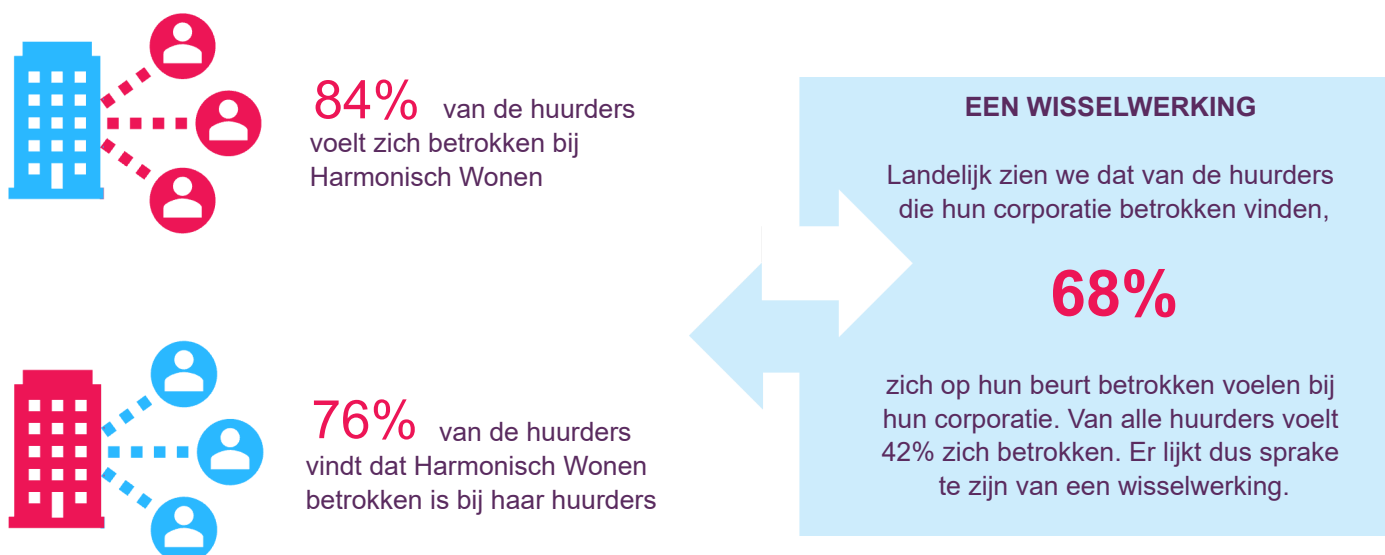 84% van de huurders
voelt zich betrokken bij
Harmonisch Wonen
76% van de huurders
vindt dat Harmonisch Wonen
betrokken is bij haar huurders
EEN WISSELWERKING
Landelijk zien we dat van de huurders
die hun corporatie betrokken vinden,
68%
zich op hun beurt betrokken voelen bij
hun corporatie. Van alle huurders voelt
42% zich betrokken. Er lijkt dus sprake
te zijn van een wisselwerking.